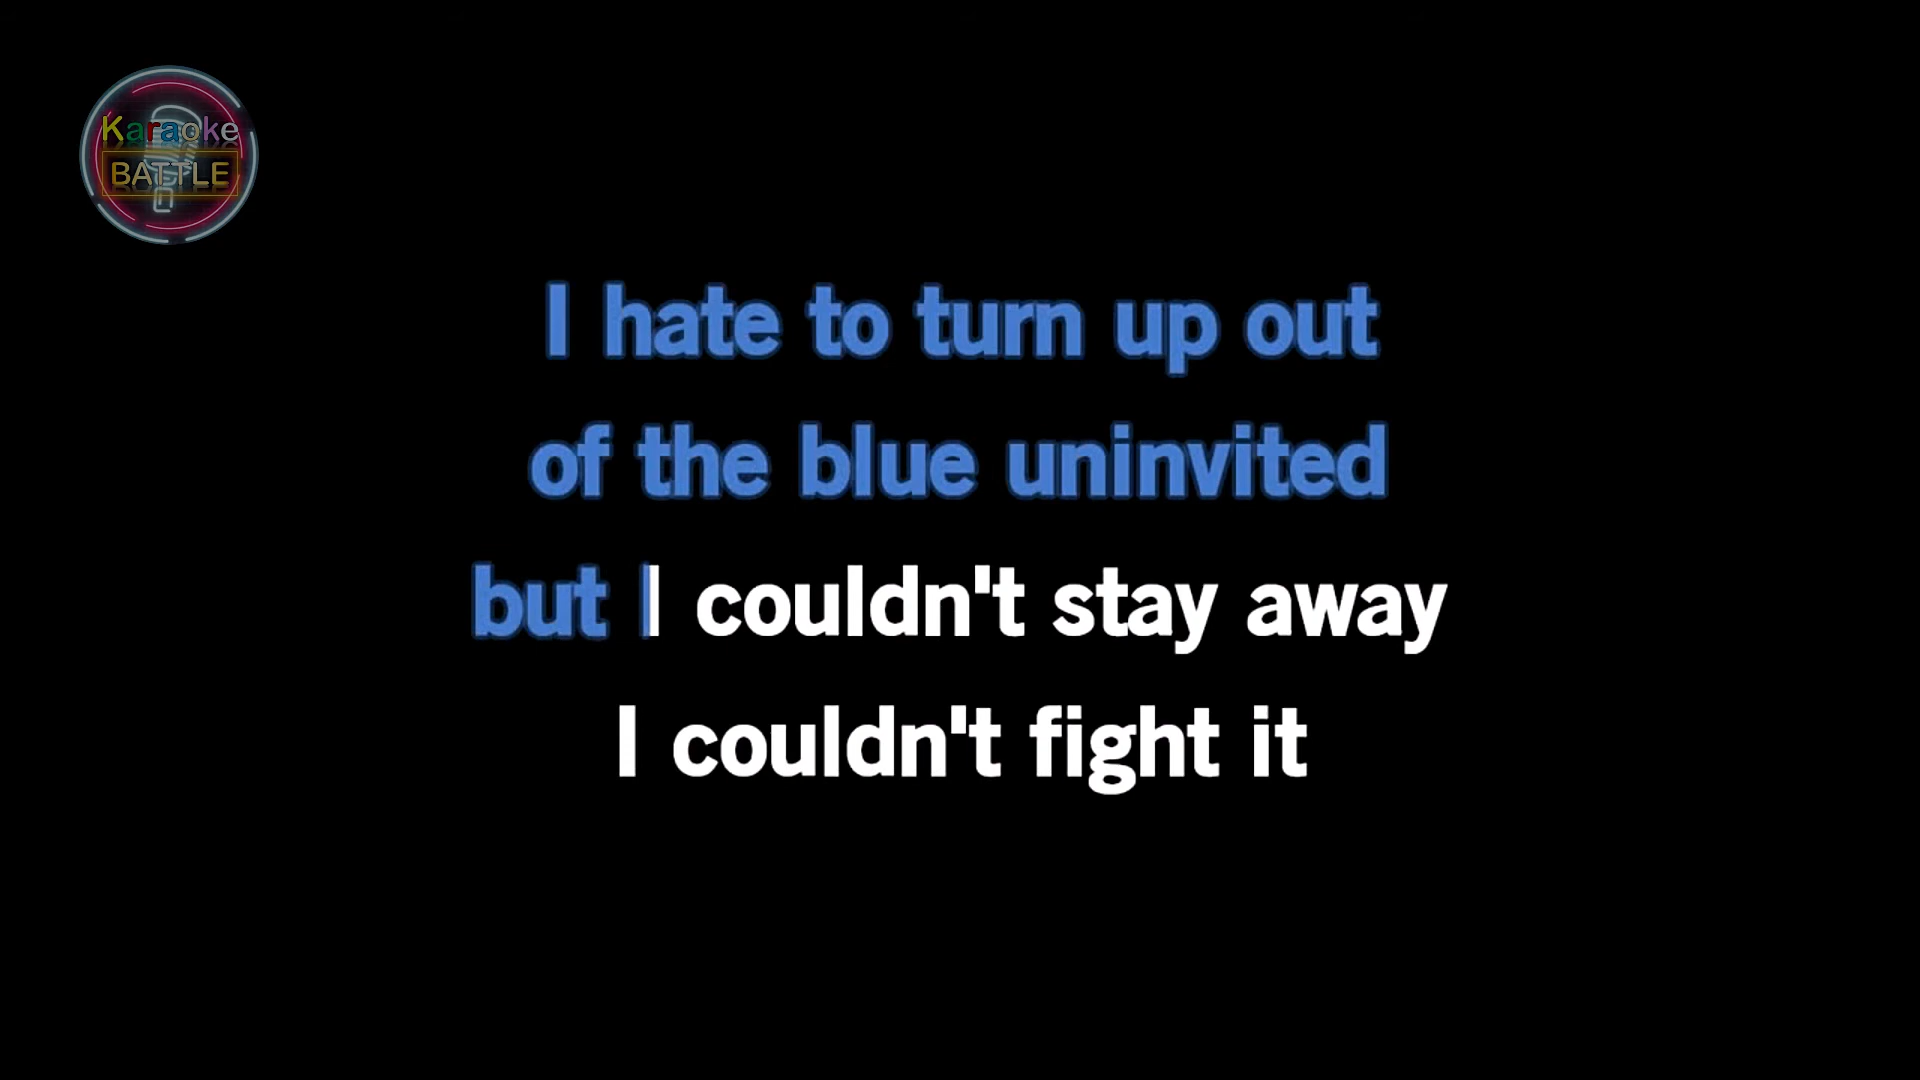 Karaoke
BATTLE
I hate to turn up out
of the blue uninvited
but I couldn't stay away
I couldn't fight it